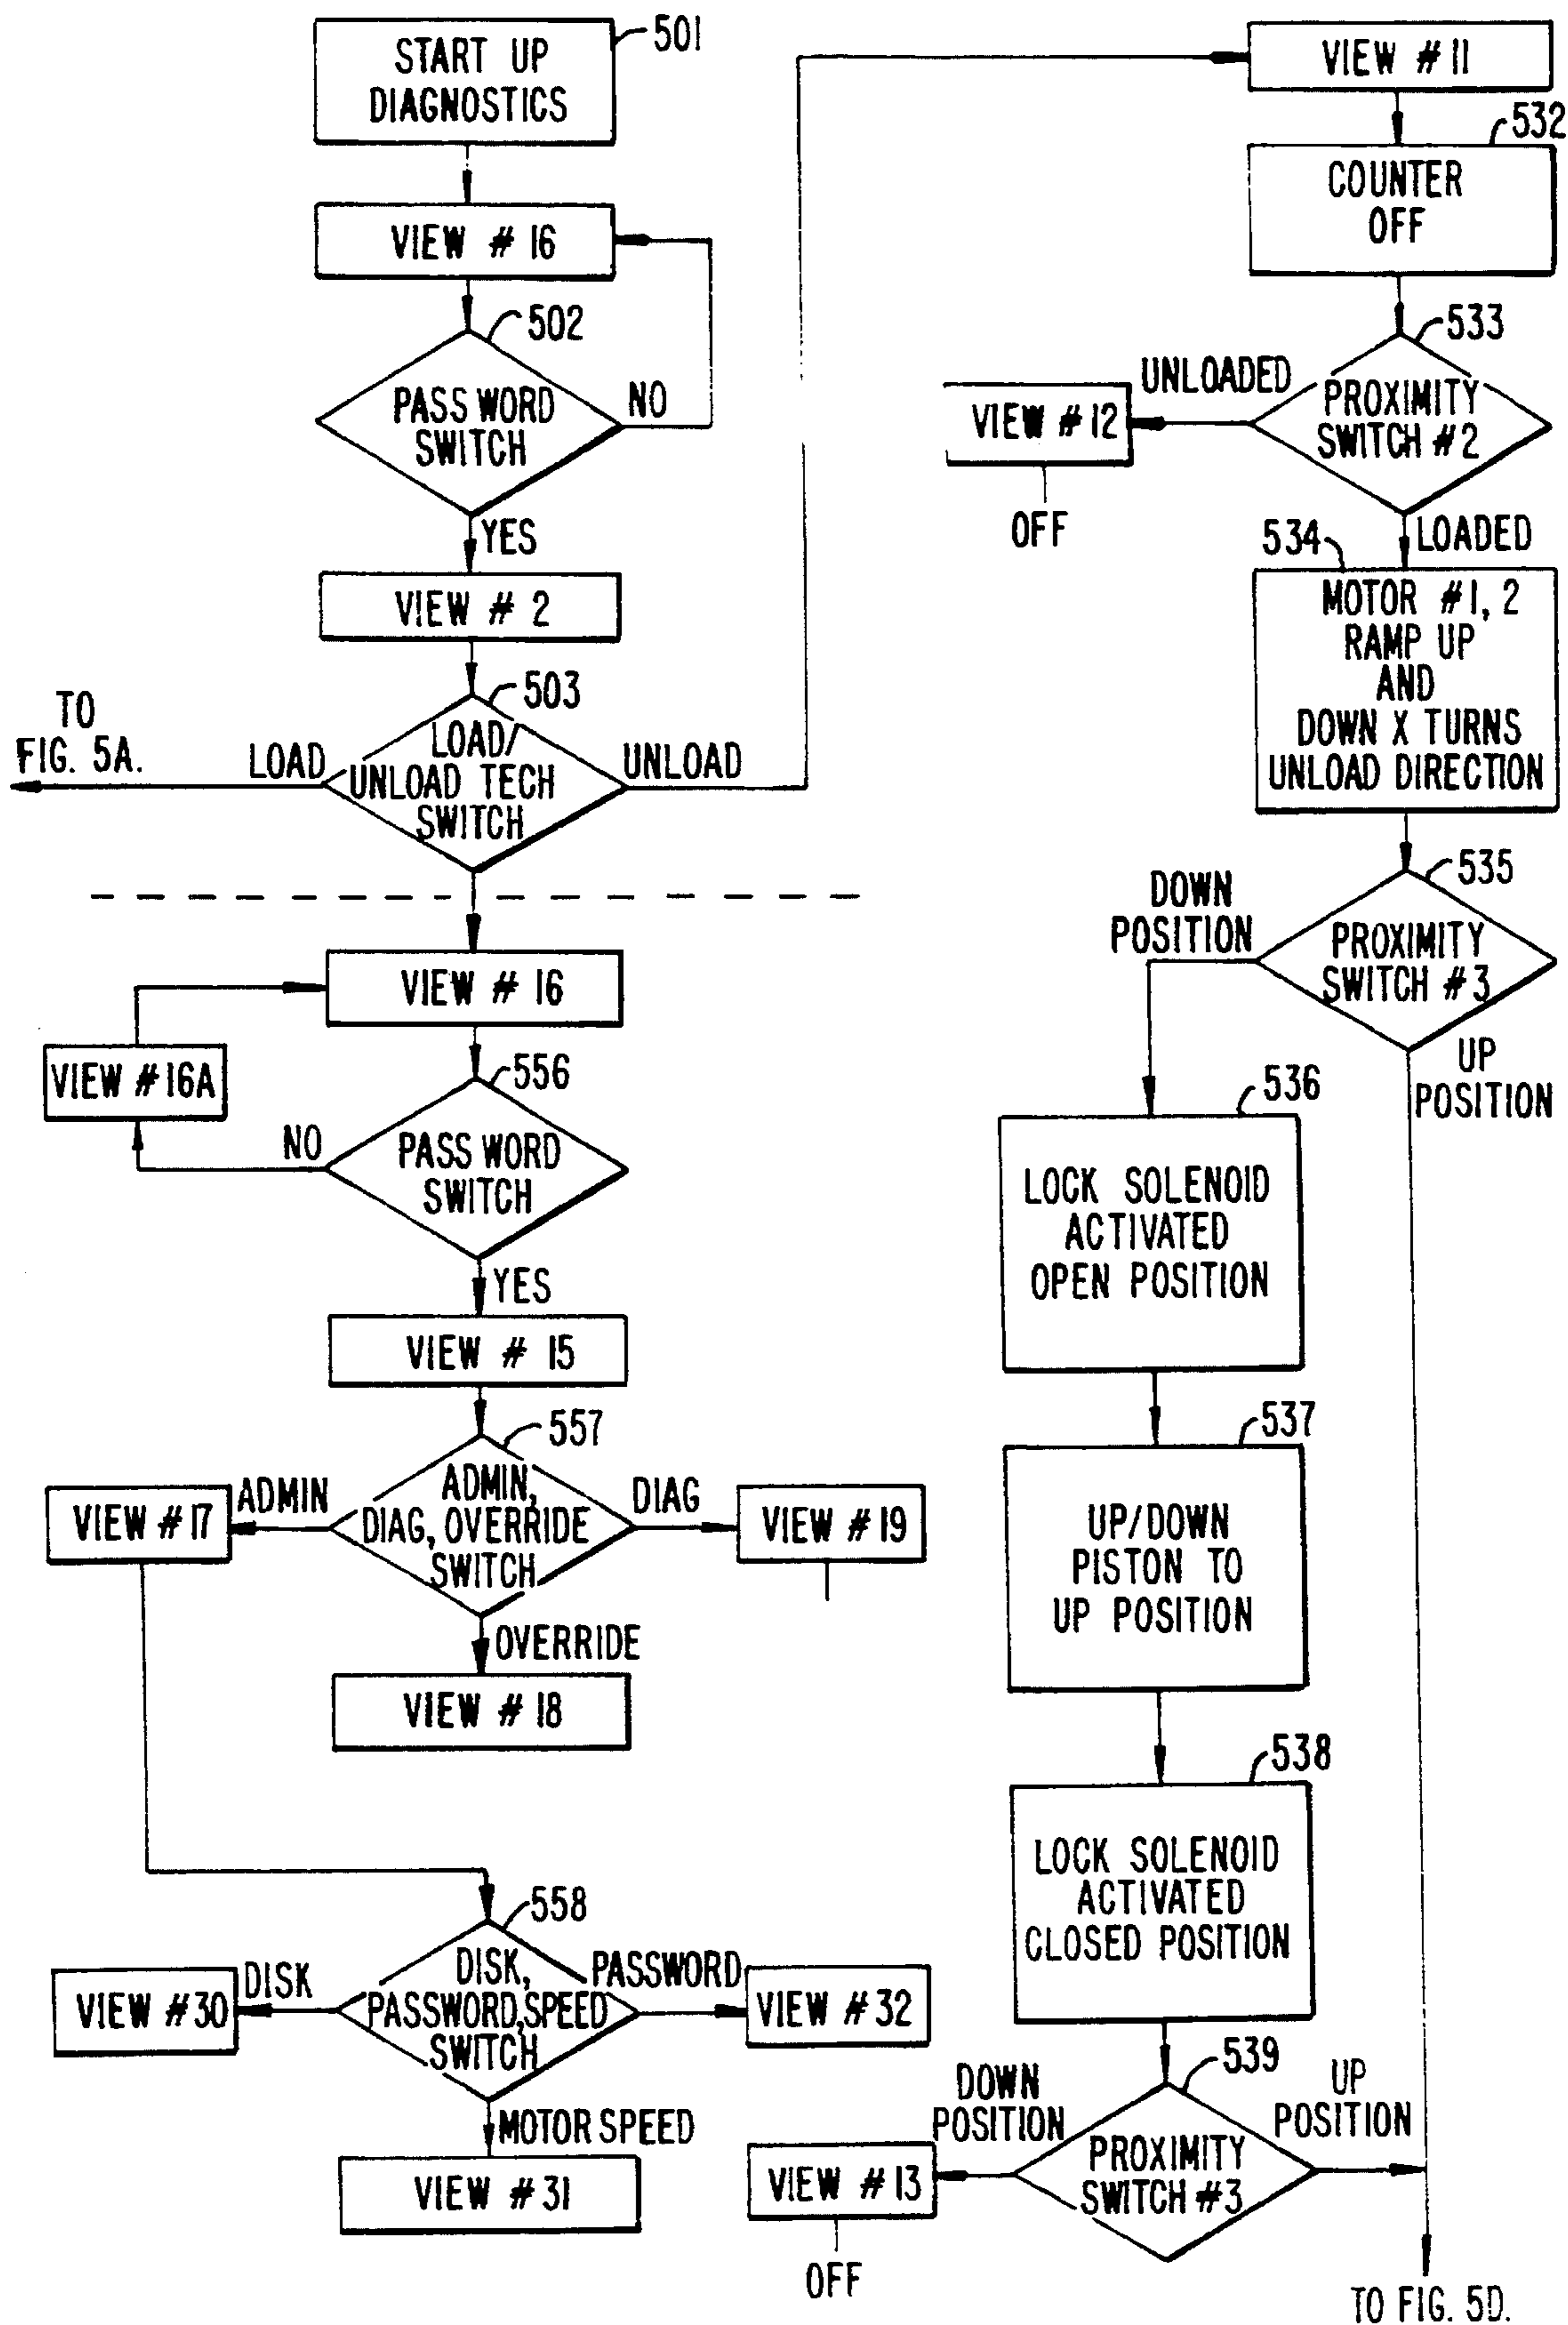 START UP
DIAGNOSTICS
501
VIEW # 16
502
PASS WORD
SWITCH
NO
YES
VIEW # 2
503
LOAD/
UNLOAD TECH
SWITCH
TO
FIG. 5A.
LOAD
UNLOAD
VIEW # 16
VIEW # 16A
556
PASS WORD
SWITCH
NO
YES
VIEW # 15
557
ADMIN,
DIAG, OVERRIDE
SWITCH
ADMIN
VIEW # 17
DIAG
VIEW # 19
OVERRIDE
VIEW # 18
558
DISK,
PASSWORD, SPEED
SWITCH
DISK
VIEW # 30
PASSWORD
VIEW # 32
MOTOR SPEED
VIEW # 31
VIEW # 11
532
COUNTER
OFF
533
PROXIMITY
SWITCH # 2
UNLOADED
VIEW # 12
OFF
LOADED
534
MOTOR # 1, 2
RAMP UP
AND
DOWN X TURNS
UNLOAD DIRECTION
535
PROXIMITY
SWITCH # 3
DOWN
POSITION
UP
POSITION
536
LOCK SOLENOID
ACTIVATED
OPEN POSITION
537
UP/DOWN
PISTON TO
UP POSITION
538
LOCK SOLENOID
ACTIVATED
CLOSED POSITION
539
PROXIMITY
SWITCH # 3
DOWN
POSITION
VIEW # 13
OFF
UP
POSITION
TO FIG. 5D.